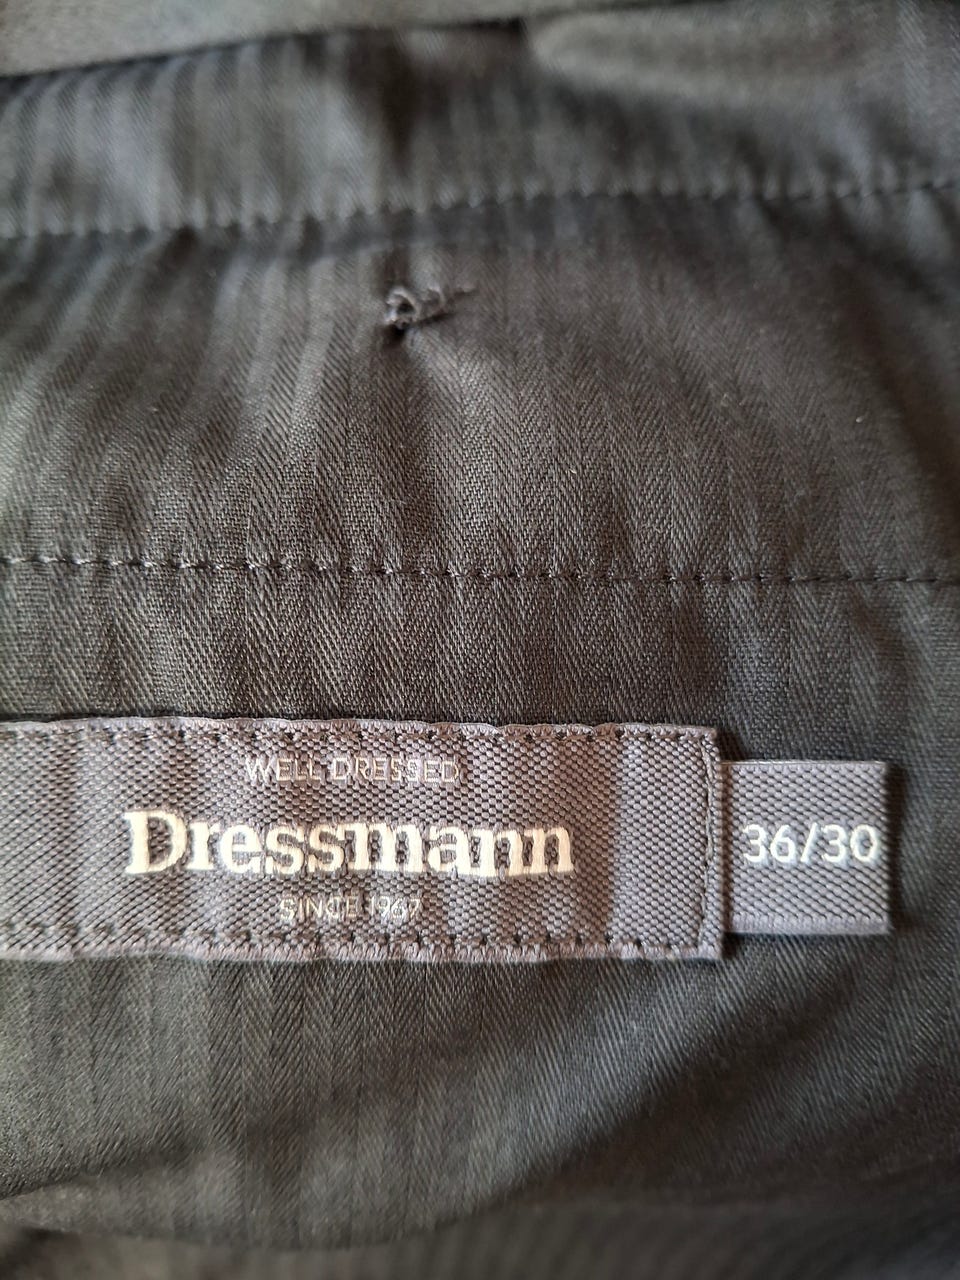 WELL DRESSED
Dressmann
SINCE 1967
36/30